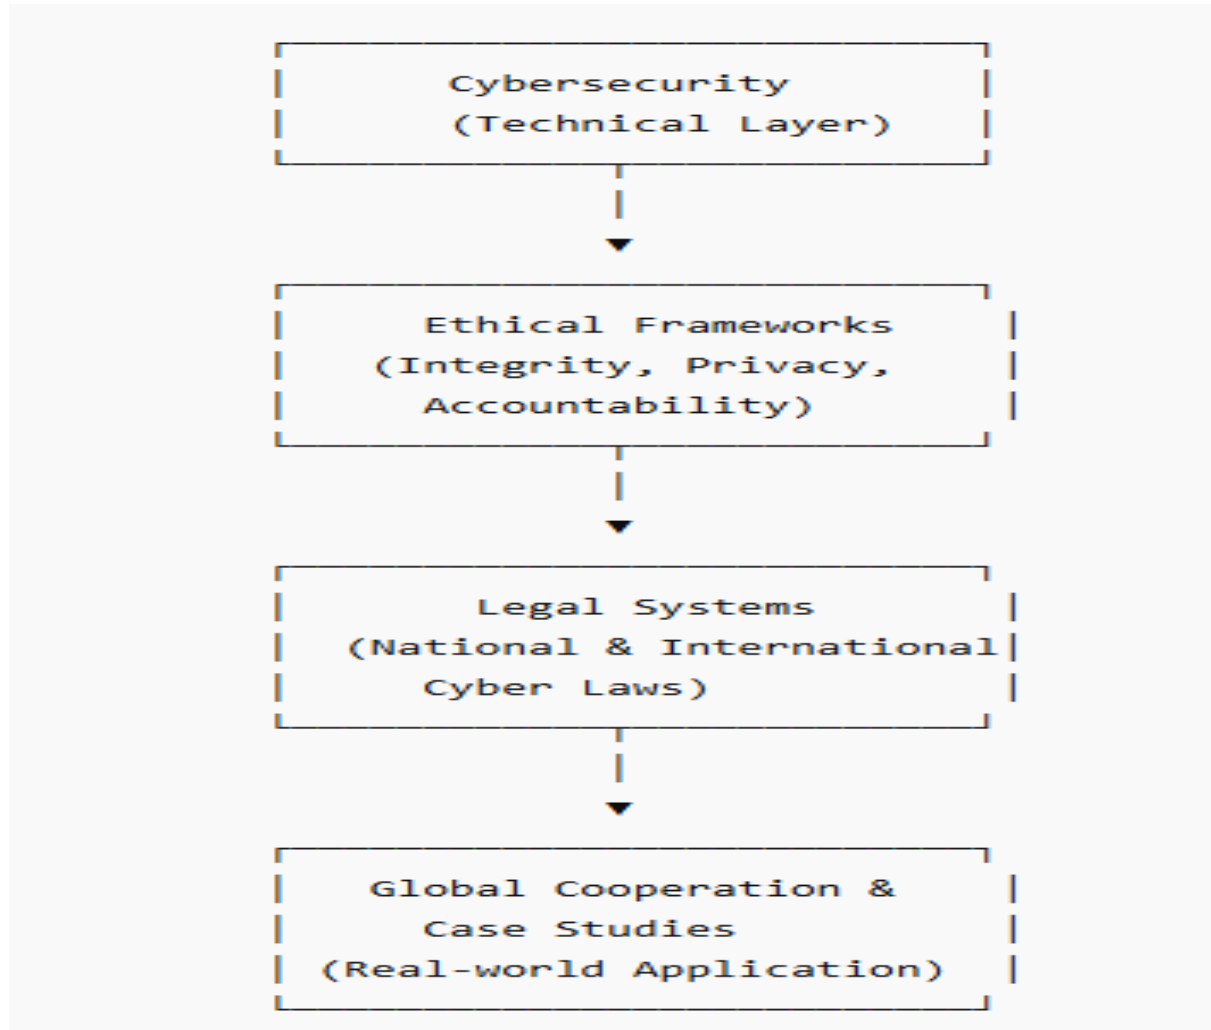 Cybersecurity
(Technical Layer)
Ethical Frameworks
(Integrity, Privacy,
Accountability)
Legal Systems
(National & International
Cyber Laws)
Global Cooperation &
Case Studies
(Real-world Application)